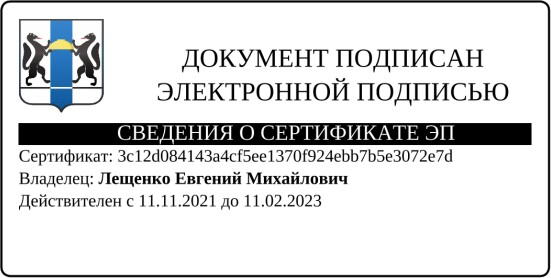 ДОКУМЕНТ ПОДПИСАН
ЭЛЕКТРОННОЙ ПОДПИСЬЮ
СВЕДЕНИЯ О СЕРТИФИКАТЕ ЭП
Сертификат: 3c12d084143a4cf5ee1370f924ebb7b5e3072e7d
Владелец: Лещенко Евгений Михайлович
Действителен с 11.11.2021 до 11.02.2023